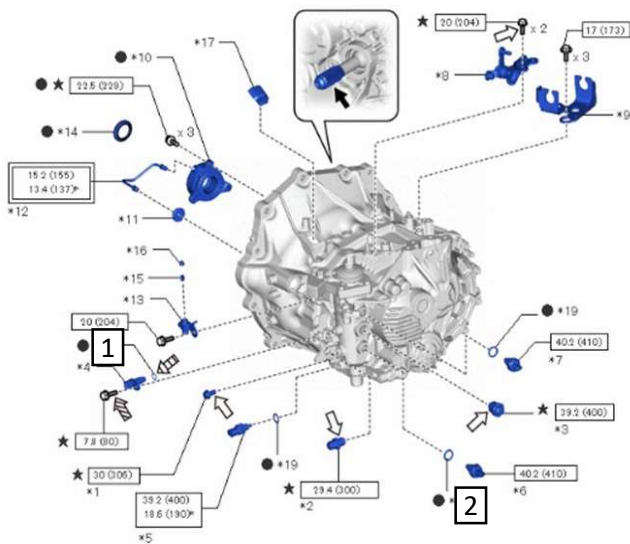 ★ 20 (204)
x 2
17 (173)
x 3
*8
*9
● *10
*17
● ★ 22.5 (229)
x 3
● *14
15.2 (155)
13.4 (137)*
*12
*11
*16
*15
*13
20 (204)
● 1
*4
★ 7.8 (80)
★ 30 (306)
*1
● *19
39.2 (400)
18.6 (190)*
*5
★ 29.4 (300)
*2
● *19
40.2 (410)
*7
★ 39.2 (400)
*3
40.2 (410)
*6
● * 2